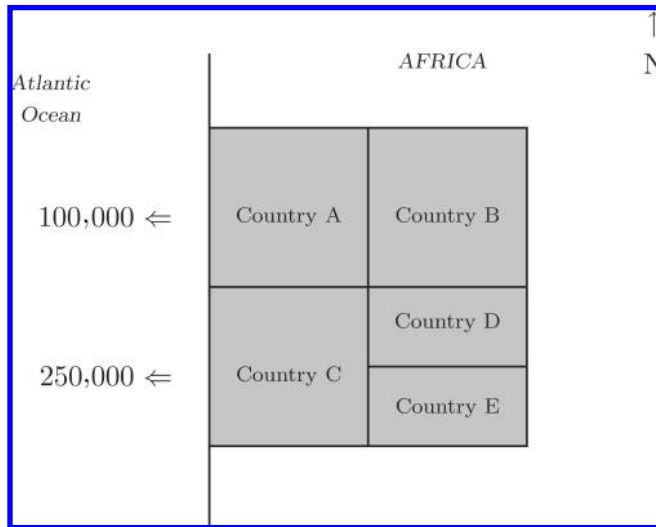 ↑
AFRICA
N
Atlantic
Ocean
100,000 ⇐
Country A
Country B
Country D
250,000 ⇐
Country C
Country E